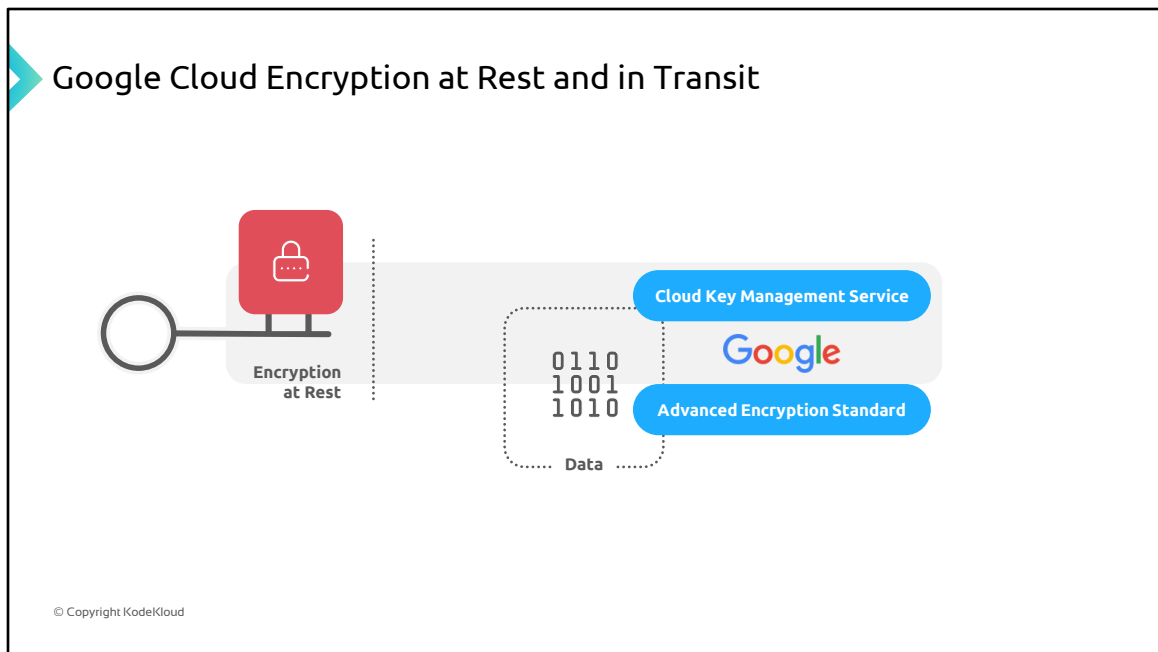 Google Cloud Encryption at Rest and in Transit
Encryption
at Rest
0110
1001
1010
Data
Cloud Key Management Service
Google
Advanced Encryption Standard
© Copyright KodeKloud